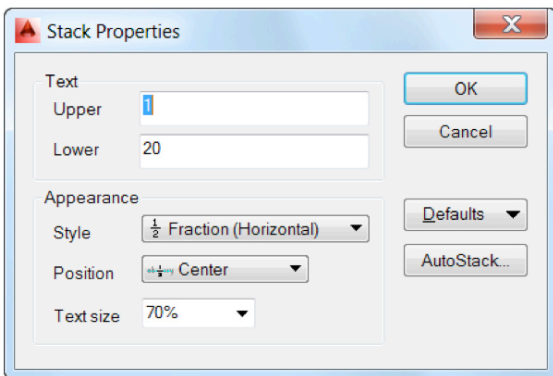 Stack Properties
Text
Upper 1
Lower 20
OK
Cancel
Appearance
Style 1/2 Fraction (Horizontal)
Position Center
Text size 70%
Defaults
AutoStack...